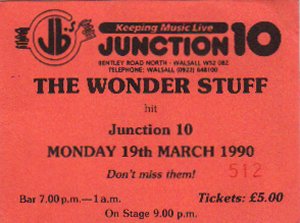 JB's
Keeping Music Live
JUNCTION 10
BENTLEY ROAD NORTH - WALSALL WS2 0BZ
TELEPHONE: WALSALL (0922) 648100
THE WONDER STUFF
hit
Junction 10
MONDAY 19th MARCH 1990
Don't miss them!
512
Bar 7.00 p.m.—1 a.m.
Tickets: £5.00
On Stage 9.00 p.m.